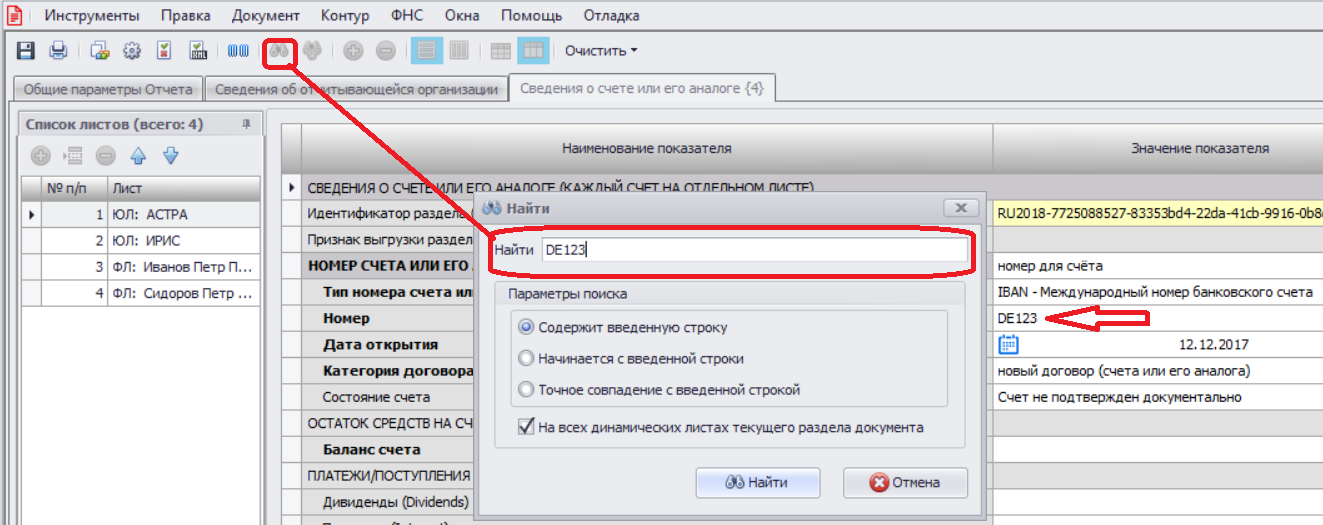 Инструменты Правка Документ Контур ФНС Окна Помощь Отладка
Очистить
Общие параметры Отчета Сведения об отчитывающейся организации Сведения о счете или его аналоге {4}
Список листов (всего: 4)
№ п/п Лист
1 ЮЛ: АСТРА
2 ЮЛ: ИРИС
3 ФЛ: Иванов Петр П...
4 ФЛ: Сидоров Петр ...
Наименование показателя Значение показателя
СВЕДЕНИЯ О СЧЕТЕ ИЛИ ЕГО АНАЛОГЕ (КАЖДЫЙ СЧЕТ НА ОТДЕЛЬНОМ ЛИСТЕ)
Идентификатор раздела RU2018-7725088527-83353bd4-22da-41cb-9916-0b8
Признак выгрузки раздел
НОМЕР СЧЕТА ИЛИ ЕГО номер для счёта
Тип номера счета или IBAN - Международный номер банковского счета
Номер DE123
Дата открытия 12.12.2017
Категория договора новый договор (счета или его аналога)
Состояние счета Счет не подтвержден документально
ОСТАТОК СРЕДСТВ НА СЧ
Баланс счета
ПЛАТЕЖИ/ПОСТУПЛЕНИЯ
Дивиденды (Dividends)
Найти
Найти DE123
Параметры поиска
Содержит введенную строку
Начинается с введенной строки
Точное совпадение с введенной строкой
На всех динамических листах текущего раздела документа
Найти Отмена